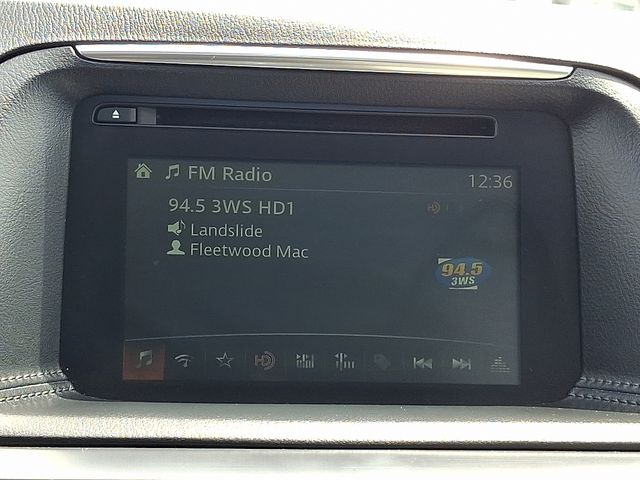 FM Radio
12:36
94.5 3WS HD1
Landslide
Fleetwood Mac
94.5
3WS